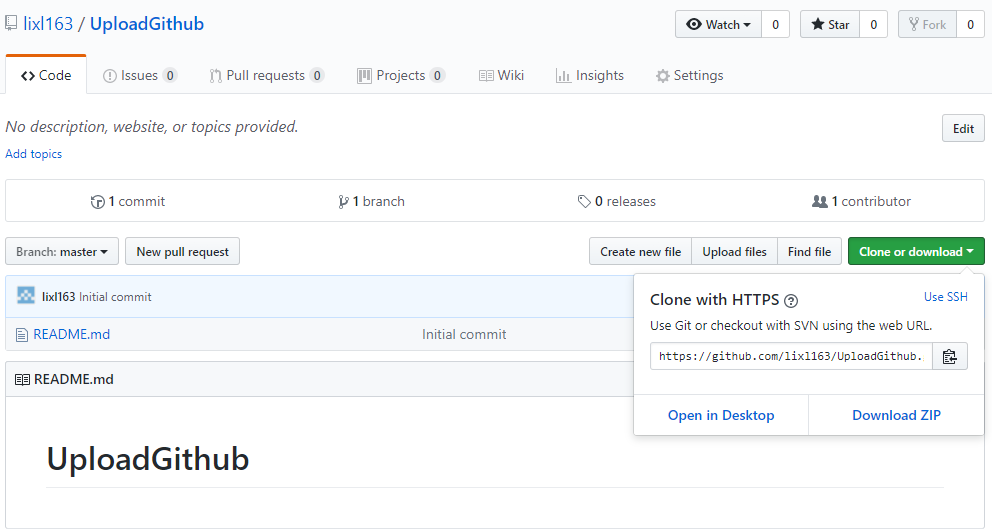 lixl163 / UploadGithub
Watch 0 Star 0 Fork 0
Code Issues 0 Pull requests 0 Projects 0 Wiki Insights Settings
No description, website, or topics provided.
Edit
Add topics
1 commit 1 branch 0 releases 1 contributor
Branch: master New pull request Create new file Upload files Find file Clone or download
lixl163 Initial commit
README.md Initial commit
Clone with HTTPS ? Use SSH
Use Git or checkout with SVN using the web URL.
https://github.com/lixl163/UploadGithub.
Open in Desktop Download ZIP
README.md
UploadGithub